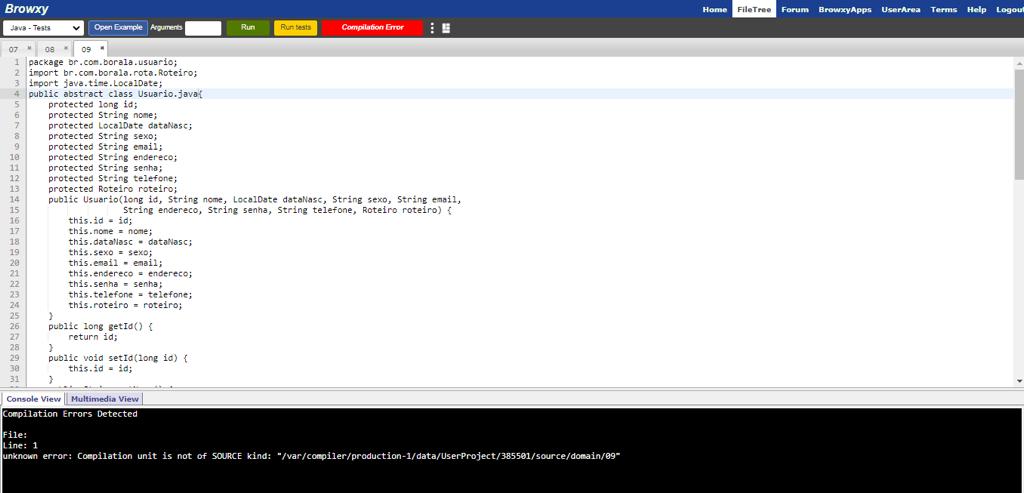 Browxy
Home FileTree Forum BrowxyApps UserArea Terms Help Logout
Java - Tests Open Example Arguments Run Run tests Compilation Error
07 × 08 × 09 ×
1 package br.com.borala.usuario;
2 import br.com.borala.rota.Roteiro;
3 import java.time.LocalDate;
4 public abstract class Usuario.java{
5 protected long id;
6 protected String nome;
7 protected LocalDate dataNasc;
8 protected String sexo;
9 protected String email;
10 protected String endereco;
11 protected String senha;
12 protected String telefone;
13 protected Roteiro roteiro;
14 public Usuario(long id, String nome, LocalDate dataNasc, String sexo, String email,
15 String endereco, String senha, String telefone, Roteiro roteiro) {
16 this.id = id;
17 this.nome = nome;
18 this.dataNasc = dataNasc;
19 this.sexo = sexo;
20 this.email = email;
21 this.endereco = endereco;
22 this.senha = senha;
23 this.telefone = telefone;
24 this.roteiro = roteiro;
25 }
26 public long getId() {
27 return id;
28 }
29 public void setId(long id) {
30 this.id = id;
31 }
Console View Multimedia View
Compilation Errors Detected
File:
Line: 1
unknown error: Compilation unit is not of SOURCE kind: "/var/compiler/production-1/data/UserProject/385501/source/domain/09"